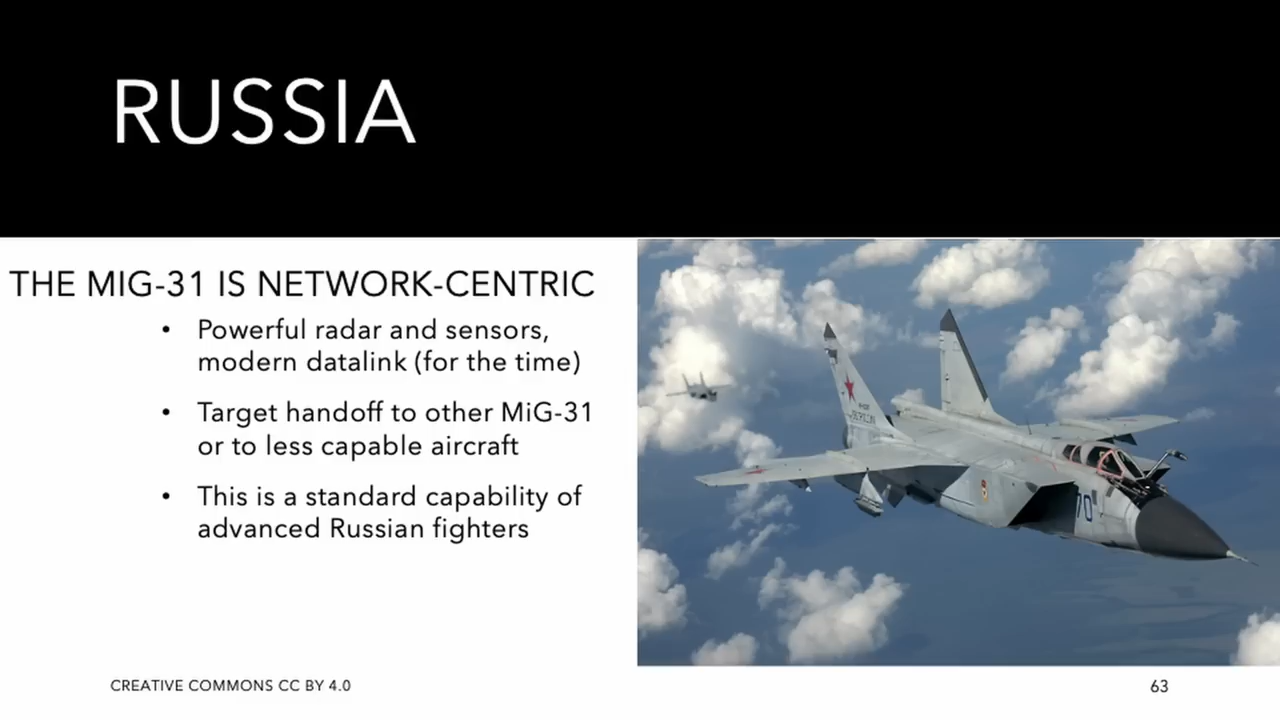 RUSSIA
THE MIG-31 IS NETWORK-CENTRIC
• Powerful radar and sensors,
modern datalink (for the time)
• Target handoff to other MiG-31
or to less capable aircraft
• This is a standard capability of
advanced Russian fighters
70
CREATIVE COMMONS CC BY 4.0
63